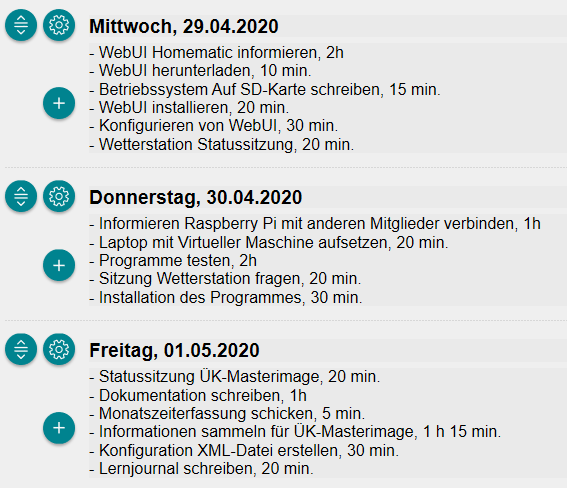 Mittwoch, 29.04.2020
- WebUI Homematic informieren, 2h
- WebUI herunterladen, 10 min.
- Betriebssystem Auf SD-Karte schreiben, 15 min.
- WebUI installieren, 20 min.
- Konfigurieren von WebUI, 30 min.
- Wetterstation Statussitzung, 20 min.
Donnerstag, 30.04.2020
- Informieren Raspberry Pi mit anderen Mitglieder verbinden, 1h
- Laptop mit Virtueller Maschine aufsetzen, 20 min.
- Programme testen, 2h
- Sitzung Wetterstation fragen, 20 min.
- Installation des Programmes, 30 min.
Freitag, 01.05.2020
- Statussitzung ÜK-Masterimage, 20 min.
- Dokumentation schreiben, 1h
- Monatszeiterfassung schicken, 5 min.
- Informationen sammeln für ÜK-Masterimage, 1 h 15 min.
- Konfiguration XML-Datei erstellen, 30 min.
- Lernjournal schreiben, 20 min.